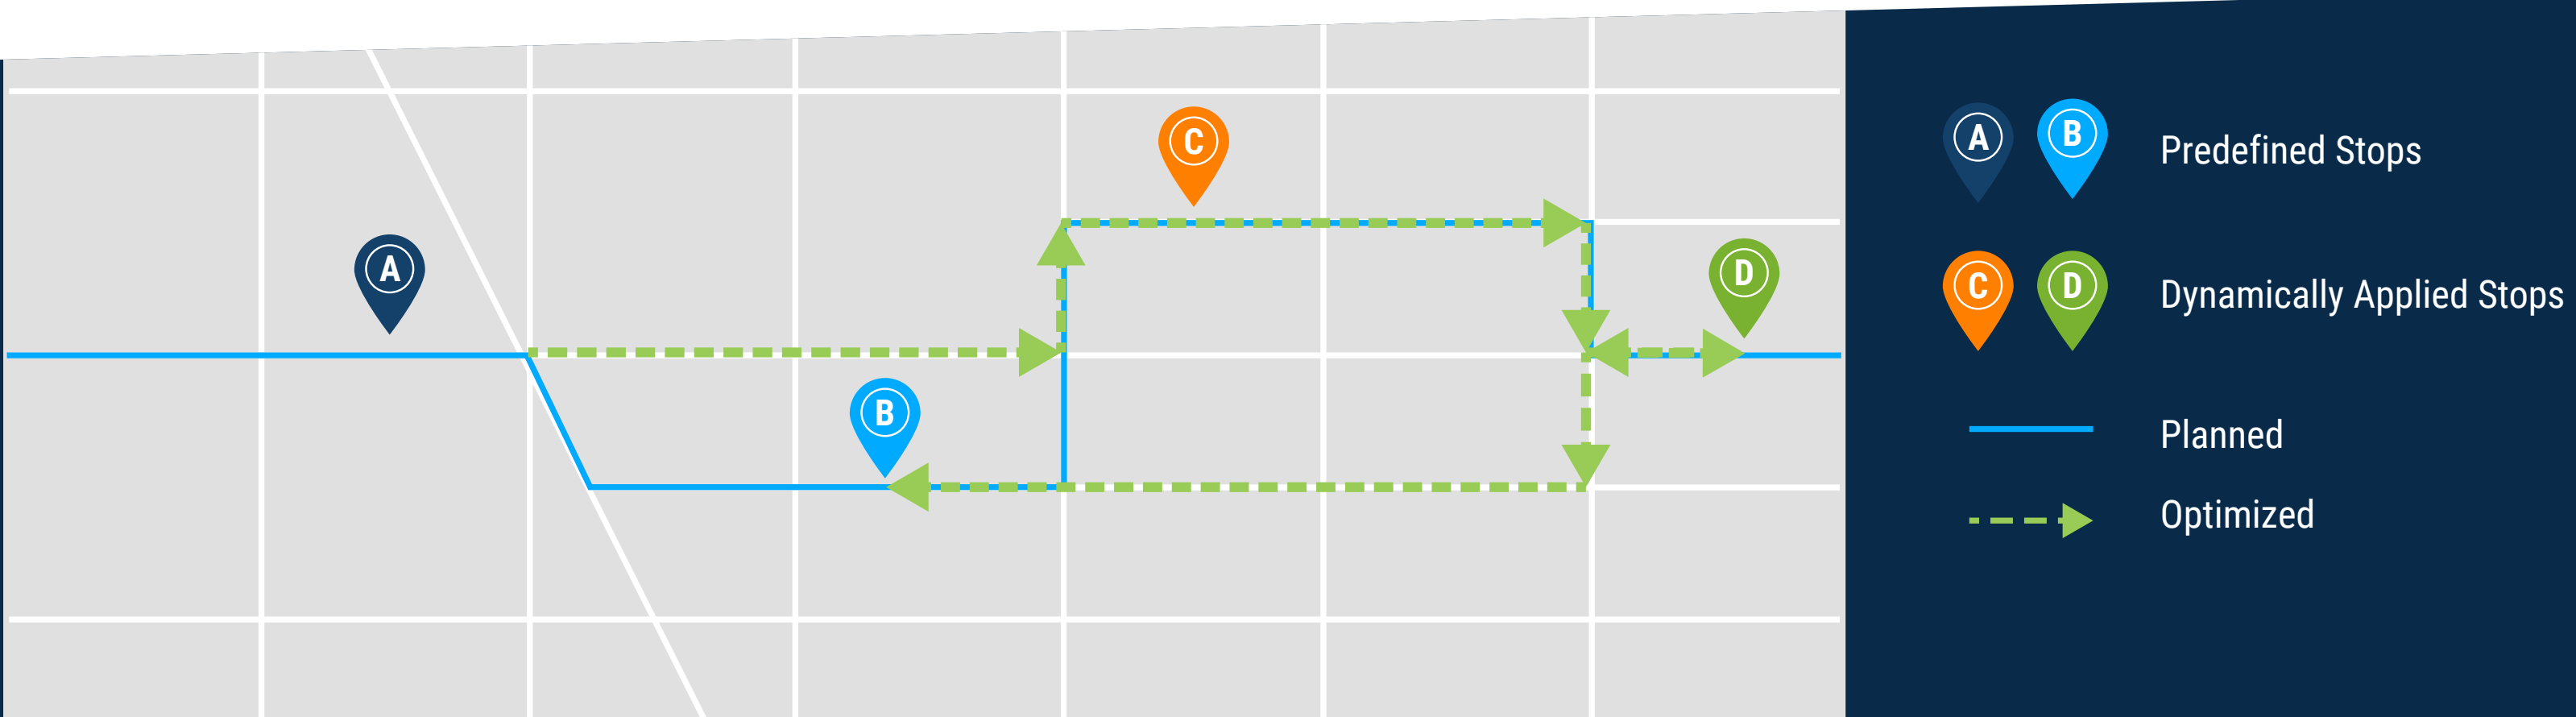 C
A
D
B
A B Predefined Stops
C D Dynamically Applied Stops
Planned
Optimized